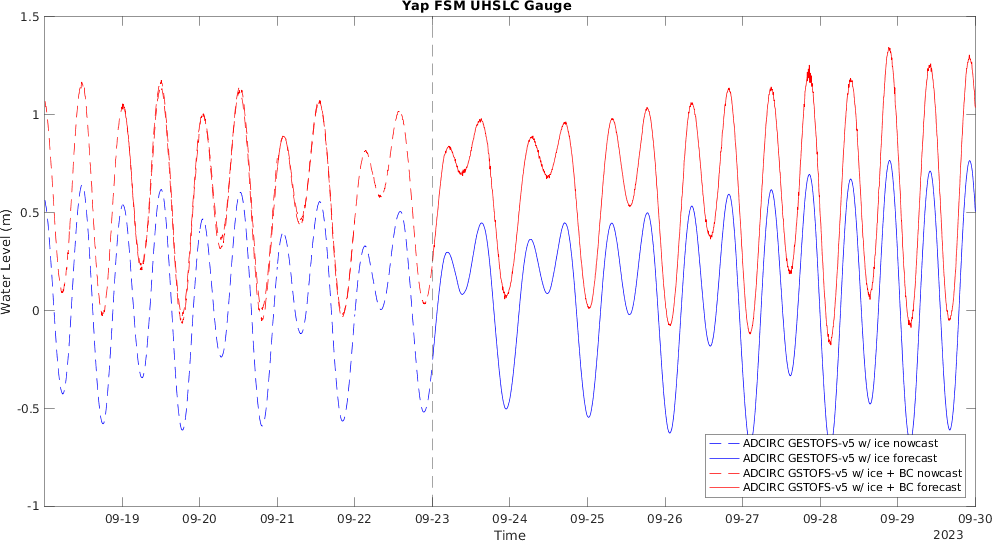 Yap FSM UHSLC Gauge
1.5
1
0.5
0
-0.5
-1
Water Level (m)
ADCIRC GESTOFS-v5 w/ ice nowcast
ADCIRC GESTOFS-v5 w/ ice forecast
ADCIRC GSTOFS-v5 w/ ice + BC nowcast
ADCIRC GSTOFS-v5 w/ ice + BC forecast
09-19 09-20 09-21 09-22 09-23 09-24 09-25 09-26 09-27 09-28 09-29 09-30
Time
2023